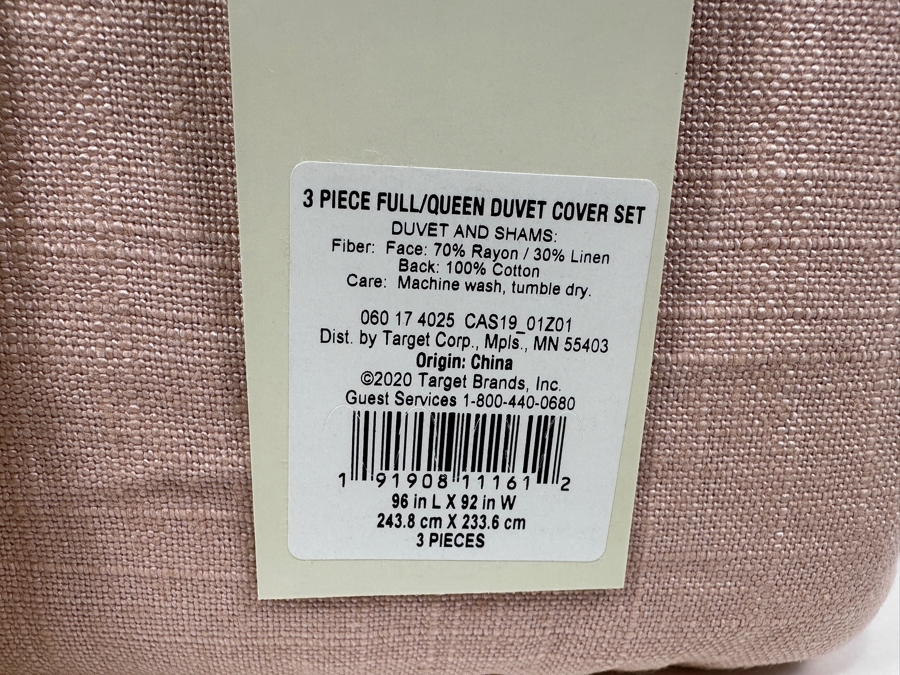 3 PIECE FULL/QUEEN DUVET COVER SET
DUVET AND SHAMS:
Fiber: Face: 70% Rayon / 30% Linen
Back: 100% Cotton
Care: Machine wash, tumble dry.
060 17 4025 CAS19_01Z01
Dist. by Target Corp., Mpls., MN 55403
Origin: China
©2020 Target Brands, Inc.
Guest Services 1-800-440-0680
1 91908 11161 2
96 in L X 92 in W
243.8 cm X 233.6 cm
3 PIECES